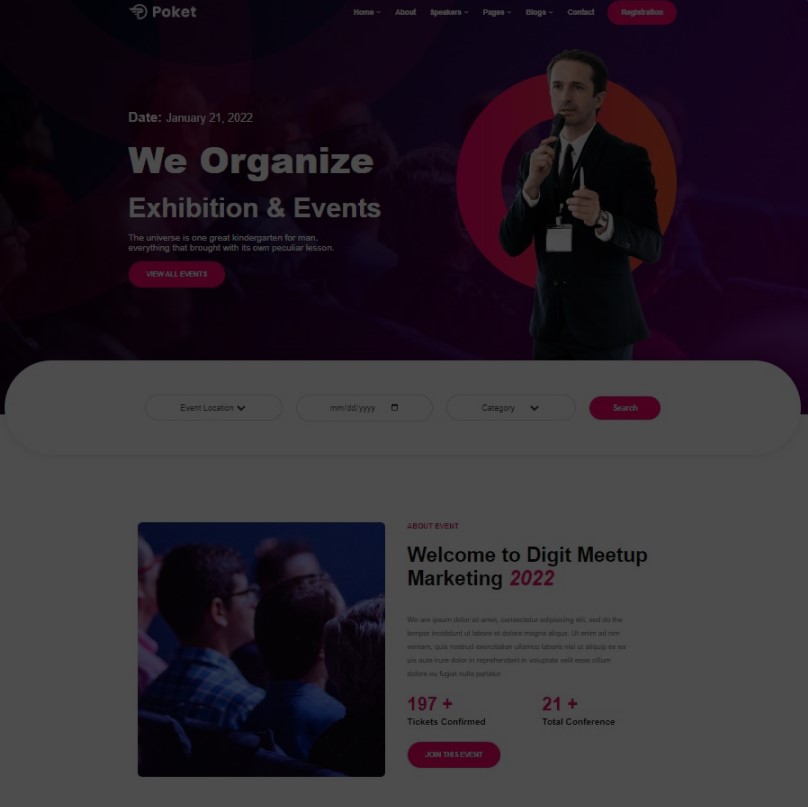 Poket
Home About Speakers Pages Blogs Contact Registration
Date: January 21, 2022
We Organize
Exhibition & Events
The universe is one great kindergarten for man.
everything that brought with its own peculiar lesson.
VIEW ALL EVENTS
Event Location mm/dd/yyyy Category Search
ABOUT EVENT
Welcome to Digit Meetup
Marketing 2022
We are ipsum dolor sit amet, consectetur adipiscing elit, sed do the
tempor incididunt ut labore et dolore magna aliqua. Ut enim ad min
veniam, quis nostrud exercitation ullamco laboris nisi ut aliquip ex ea
uis aute irure dolor in reprehenderit in voluptate velit esse cillum
dolore eu fugiat nulla pariatur.
197 + 21 +
Tickets Confirmed Total Conference
JOIN THIS EVENT